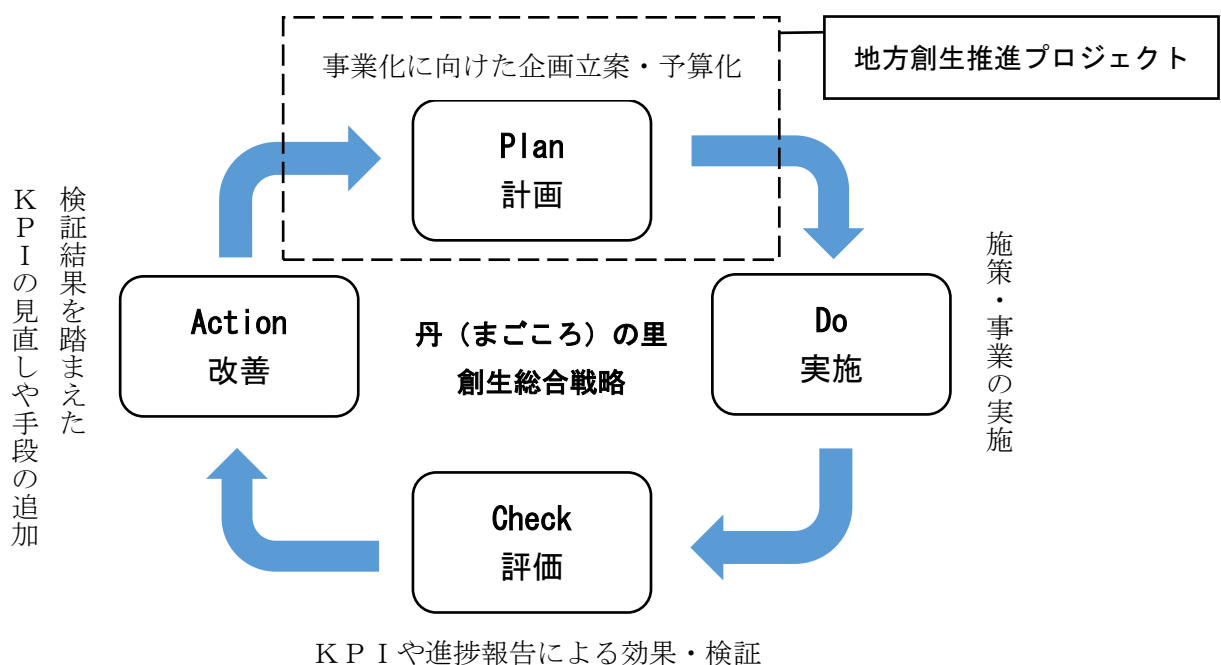 事業化に向けた企画立案・予算化
地方創生推進プロジェクト
Plan
計画
検証結果を踏まえた
ＫＰＩの見直しや手段の追加
施策・事業の実施
Action
改善
丹（まごころ）の里
創生総合戦略
Do
実施
Check
評価
ＫＰＩや進捗報告による効果・検証